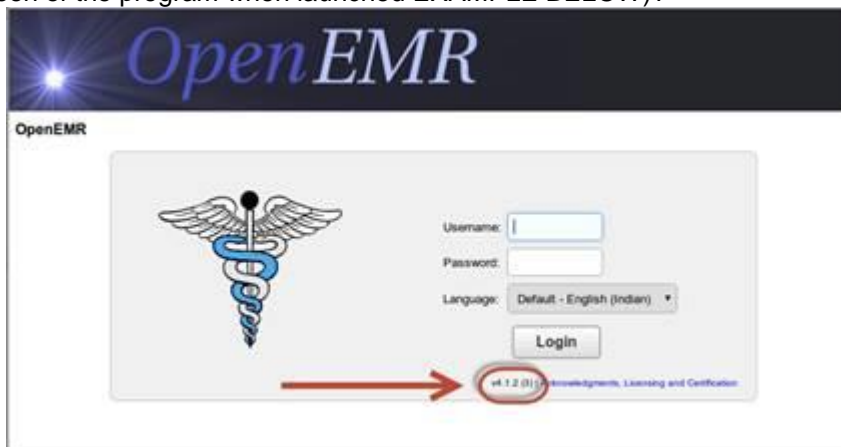 OpenEMR
OpenEMR
Username:
Password:
Language: Default - English (Indian)
Login
v4.1.2 (3) | Acknowledgments, Licensing and Certification